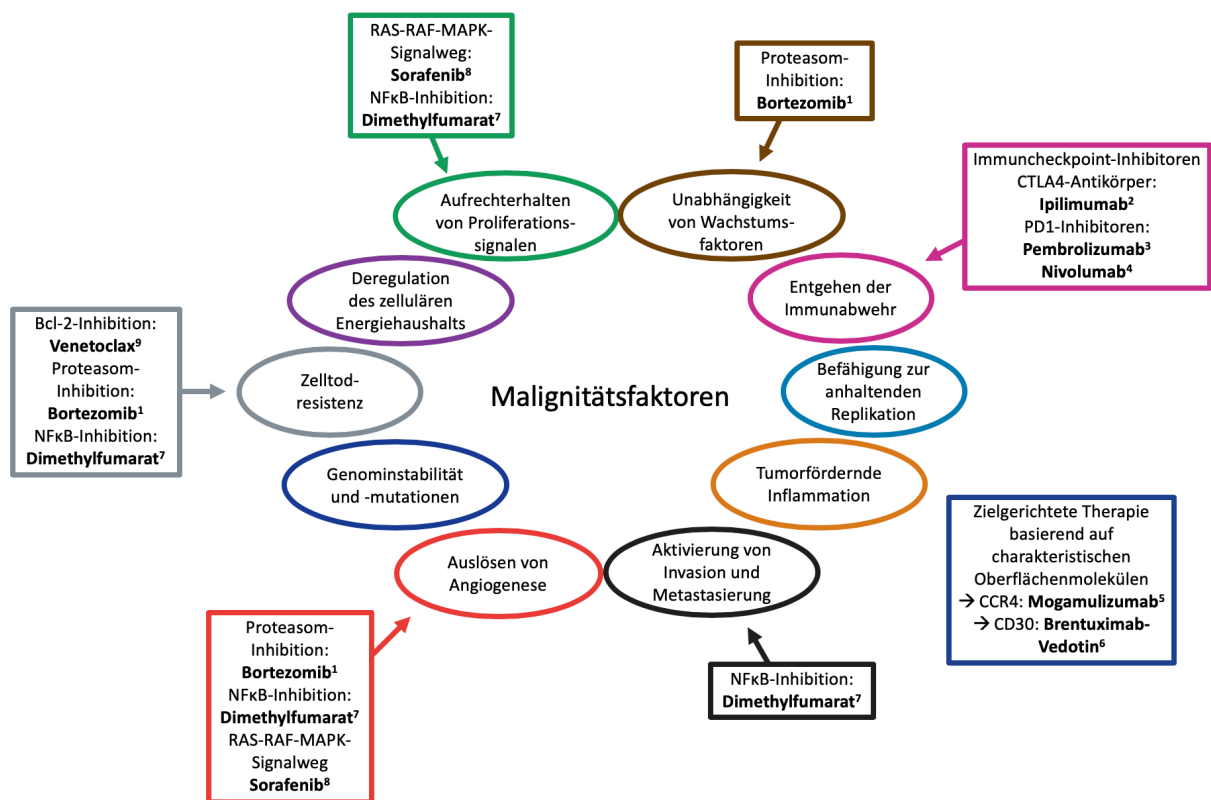 RAS-RAF-MAPK-
Signalweg:
Sorafenib⁸
NFκB-Inhibition:
Dimethylfumarat⁷
Proteasom-
Inhibition:
Bortezomib¹
Immuncheckpoint-Inhibitoren
CTLA4-Antikörper:
Ipilimumab²
PD1-Inhibitoren:
Pembrolizumab³
Nivolumab⁴
Aufrechterhalten
von Proliferations-
signalen
Unabhängigkeit
von Wachstums-
faktoren
Deregulation
des zellulären
Energiehaushalts
Entgehen der
Immunabwehr
Bcl-2-Inhibition:
Venetoclax⁹
Proteasom-
Inhibition:
Bortezomib¹
NFκB-Inhibition:
Dimethylfumarat⁷
Zelltod-
resistenz
Malignitätsfaktoren
Befähigung zur
anhaltenden
Replikation
Genominstabilität
und -mutationen
Tumorfördernde
Inflammation
Auslösen von
Angiogenese
Aktivierung von
Invasion und
Metastasierung
Zielgerichtete Therapie
basierend auf
charakteristischen
Oberflächenmolekülen
→ CCR4: Mogamulizumab⁵
→ CD30: Brentuximab-
Vedotin⁶
Proteasom-
Inhibition:
Bortezomib¹
NFκB-Inhibition:
Dimethylfumarat⁷
RAS-RAF-MAPK-
Signalweg
Sorafenib⁸
NFκB-Inhibition:
Dimethylfumarat⁷